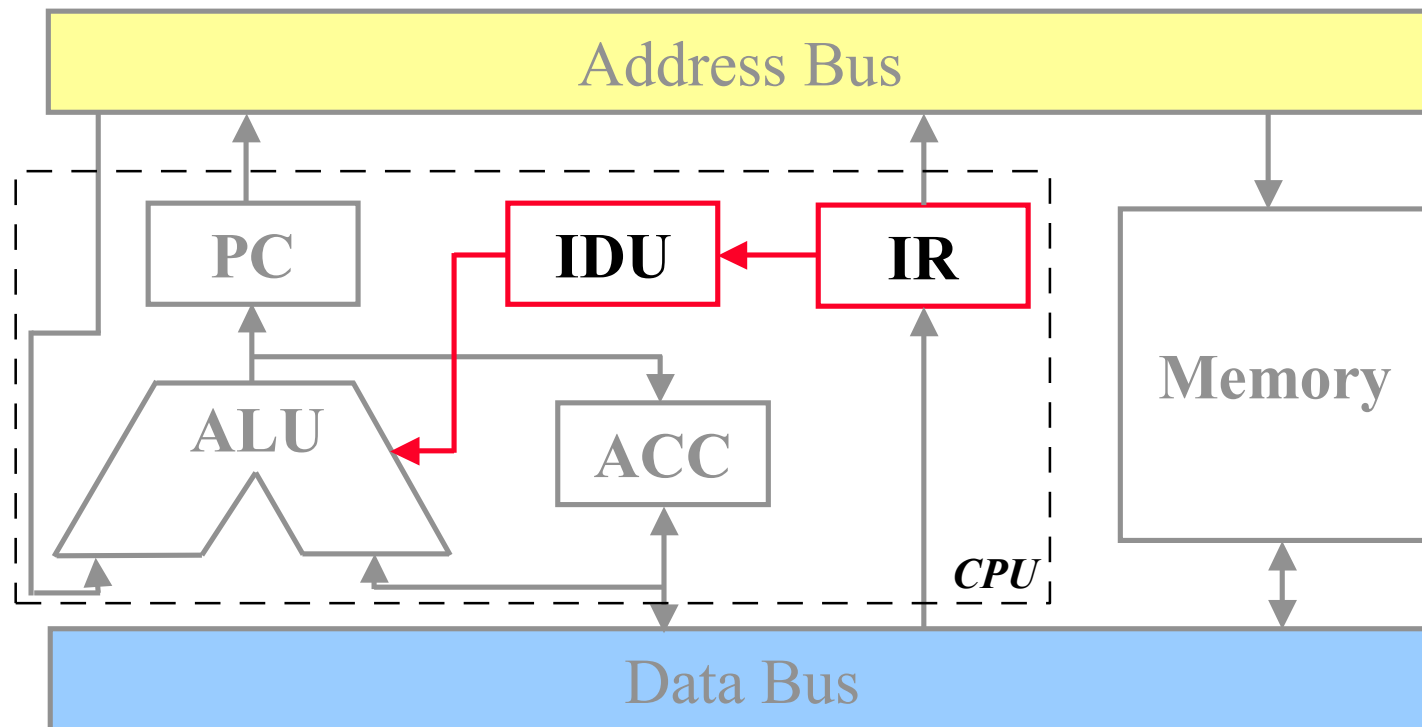 Address Bus
PC
IDU
IR
Memory
ALU
ACC
CPU
Data Bus